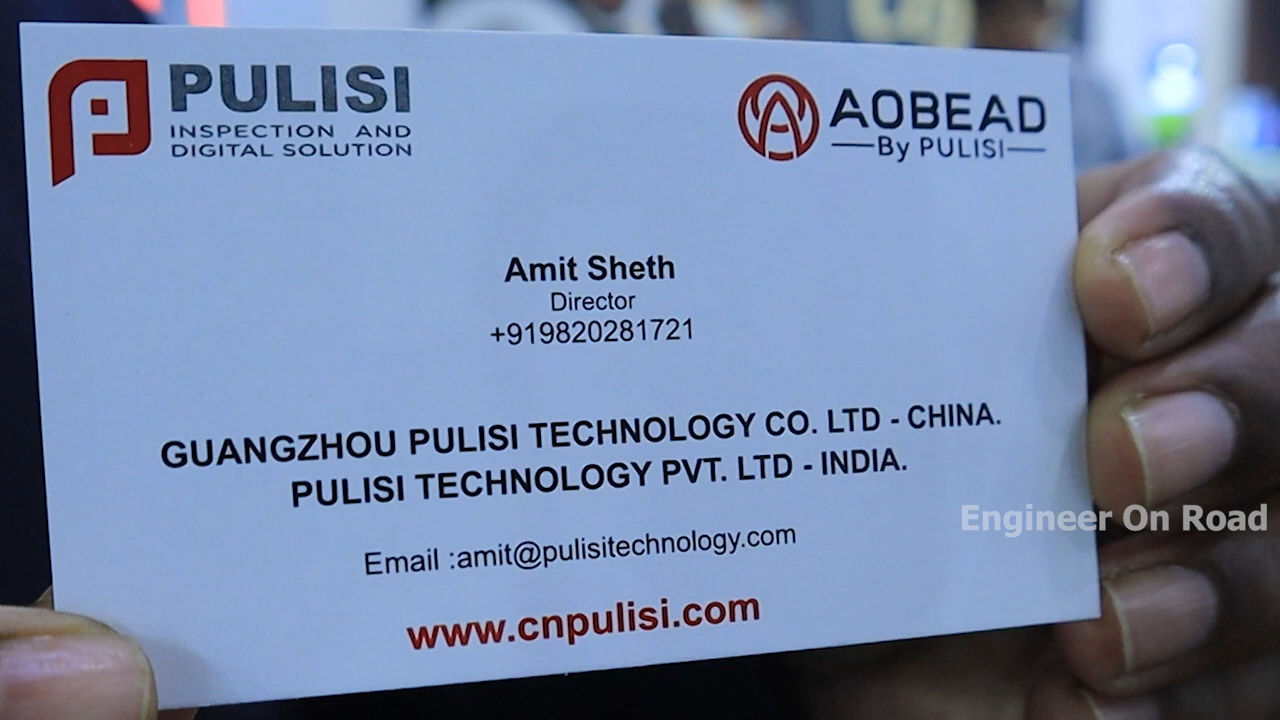 PULISI
INSPECTION AND
DIGITAL SOLUTION
AOBEAD
By PULISI
Amit Sheth
Director
+919820281721
GUANGZHOU PULISI TECHNOLOGY CO. LTD - CHINA.
PULISI TECHNOLOGY PVT. LTD - INDIA.
Email :amit@pulisitechnology.com
www.cnpulisi.com
Engineer On Road